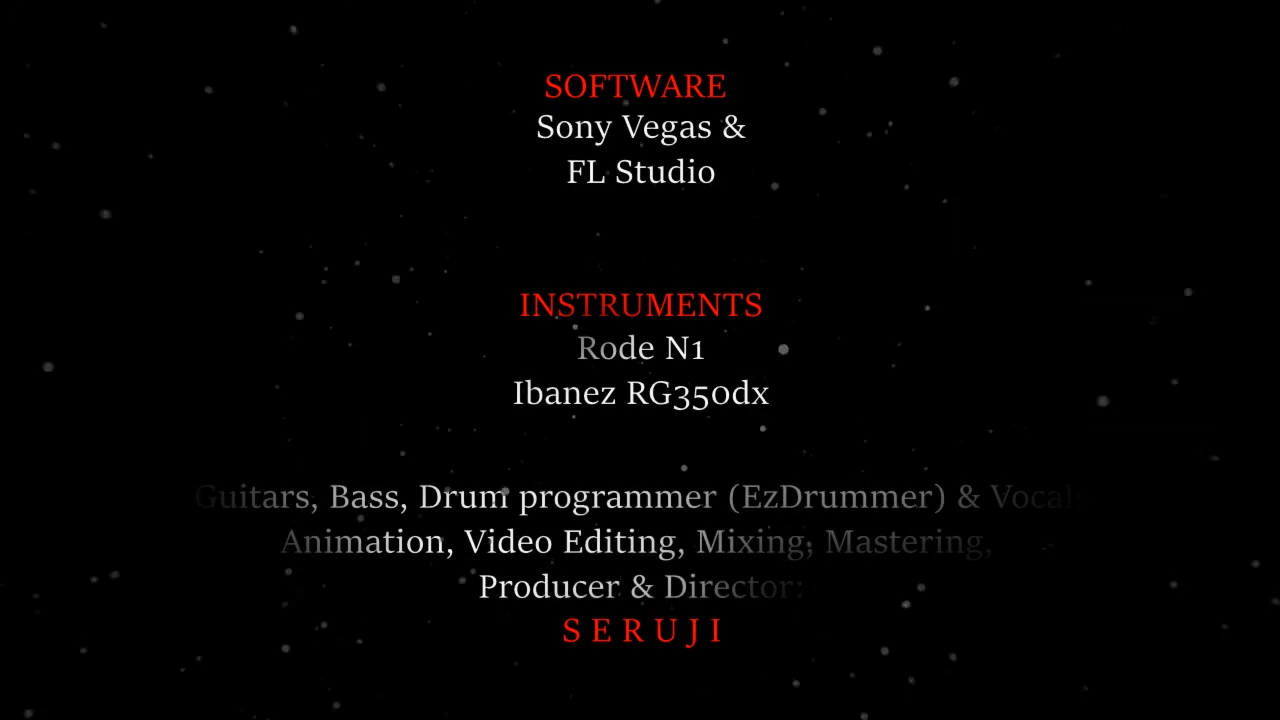 SOFTWARE
Sony Vegas &
FL Studio
INSTRUMENTS
Rode N1
Ibanez RG350dx
Guitars, Bass, Drum programmer (EzDrummer) & Vocals
Animation, Video Editing, Mixing, Mastering,
Producer & Director:
S E R U J I